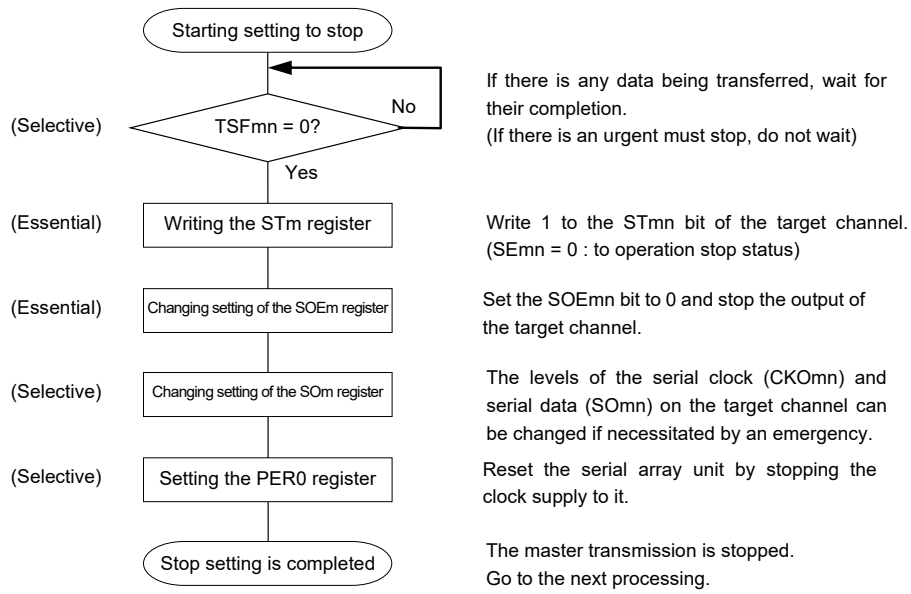 Starting setting to stop
If there is any data being transferred, wait for
their completion.
(If there is an urgent must stop, do not wait)
No
(Selective)
TSFmn = 0?
Yes
(Essential)
Writing the STm register
Write 1 to the STmn bit of the target channel.
(SEmn = 0 : to operation stop status)
(Essential)
Changing setting of the SOEm register
Set the SOEmn bit to 0 and stop the output of
the target channel.
(Selective)
Changing setting of the SOm register
The levels of the serial clock (CKOmn) and
serial data (SOmn) on the target channel can
be changed if necessitated by an emergency.
(Selective)
Setting the PER0 register
Reset the serial array unit by stopping the
clock supply to it.
Stop setting is completed
The master transmission is stopped.
Go to the next processing.